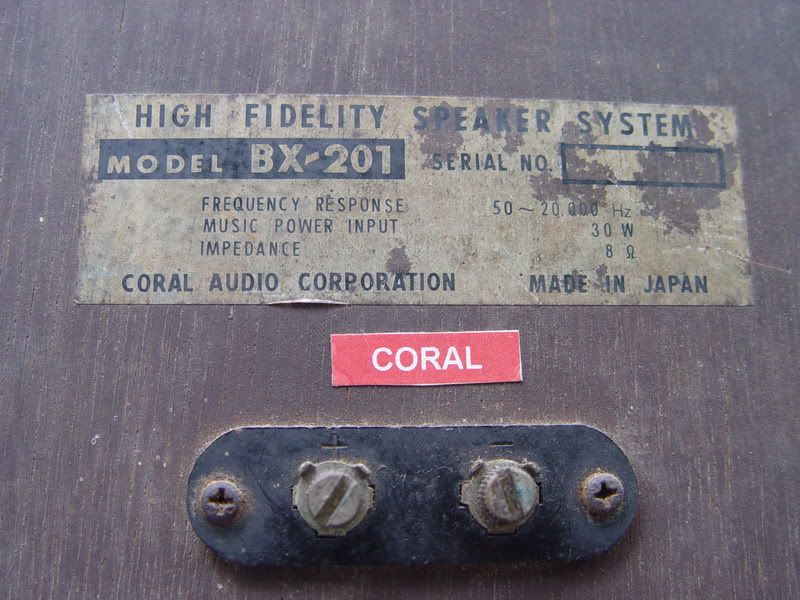 HIGH FIDELITY SPEAKER SYSTEM
MODEL BX-201 SERIAL NO.
FREQUENCY RESPONSE 50~20,000 Hz
MUSIC POWER INPUT 30 W
IMPEDANCE 8 Ω
CORAL AUDIO CORPORATION MADE IN JAPAN
CORAL
+ −